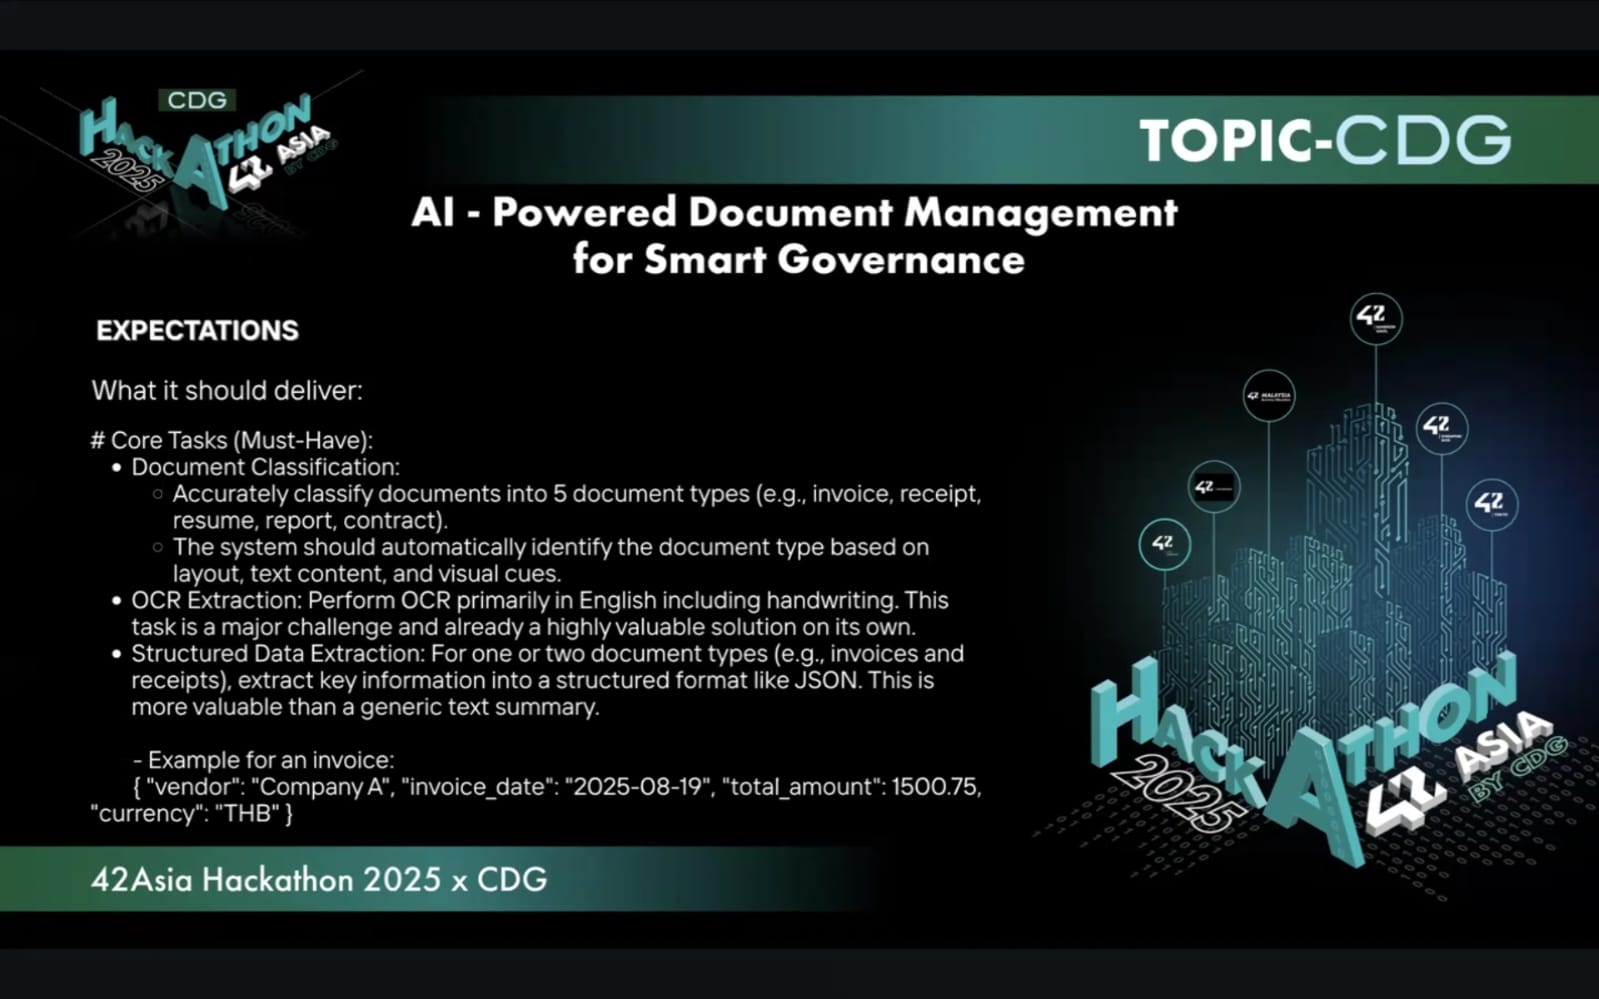 CDG
HACKATHON
2025 42 ASIA
BY CDG
TOPIC-CDG
AI - Powered Document Management
for Smart Governance
EXPECTATIONS
What it should deliver:
# Core Tasks (Must-Have):
• Document Classification:
○ Accurately classify documents into 5 document types (e.g., invoice, receipt,
resume, report, contract).
○ The system should automatically identify the document type based on
layout, text content, and visual cues.
• OCR Extraction: Perform OCR primarily in English including handwriting. This
task is a major challenge and already a highly valuable solution on its own.
• Structured Data Extraction: For one or two document types (e.g., invoices and
receipts), extract key information into a structured format like JSON. This is
more valuable than a generic text summary.
- Example for an invoice:
{ "vendor": "Company A", "invoice_date": "2025-08-19", "total_amount": 1500.75,
"currency": "THB" }
42Asia Hackathon 2025 x CDG
42
42 MALAYSIA
42
42
42
42
HACKATHON
2025 42 ASIA
BY CDG